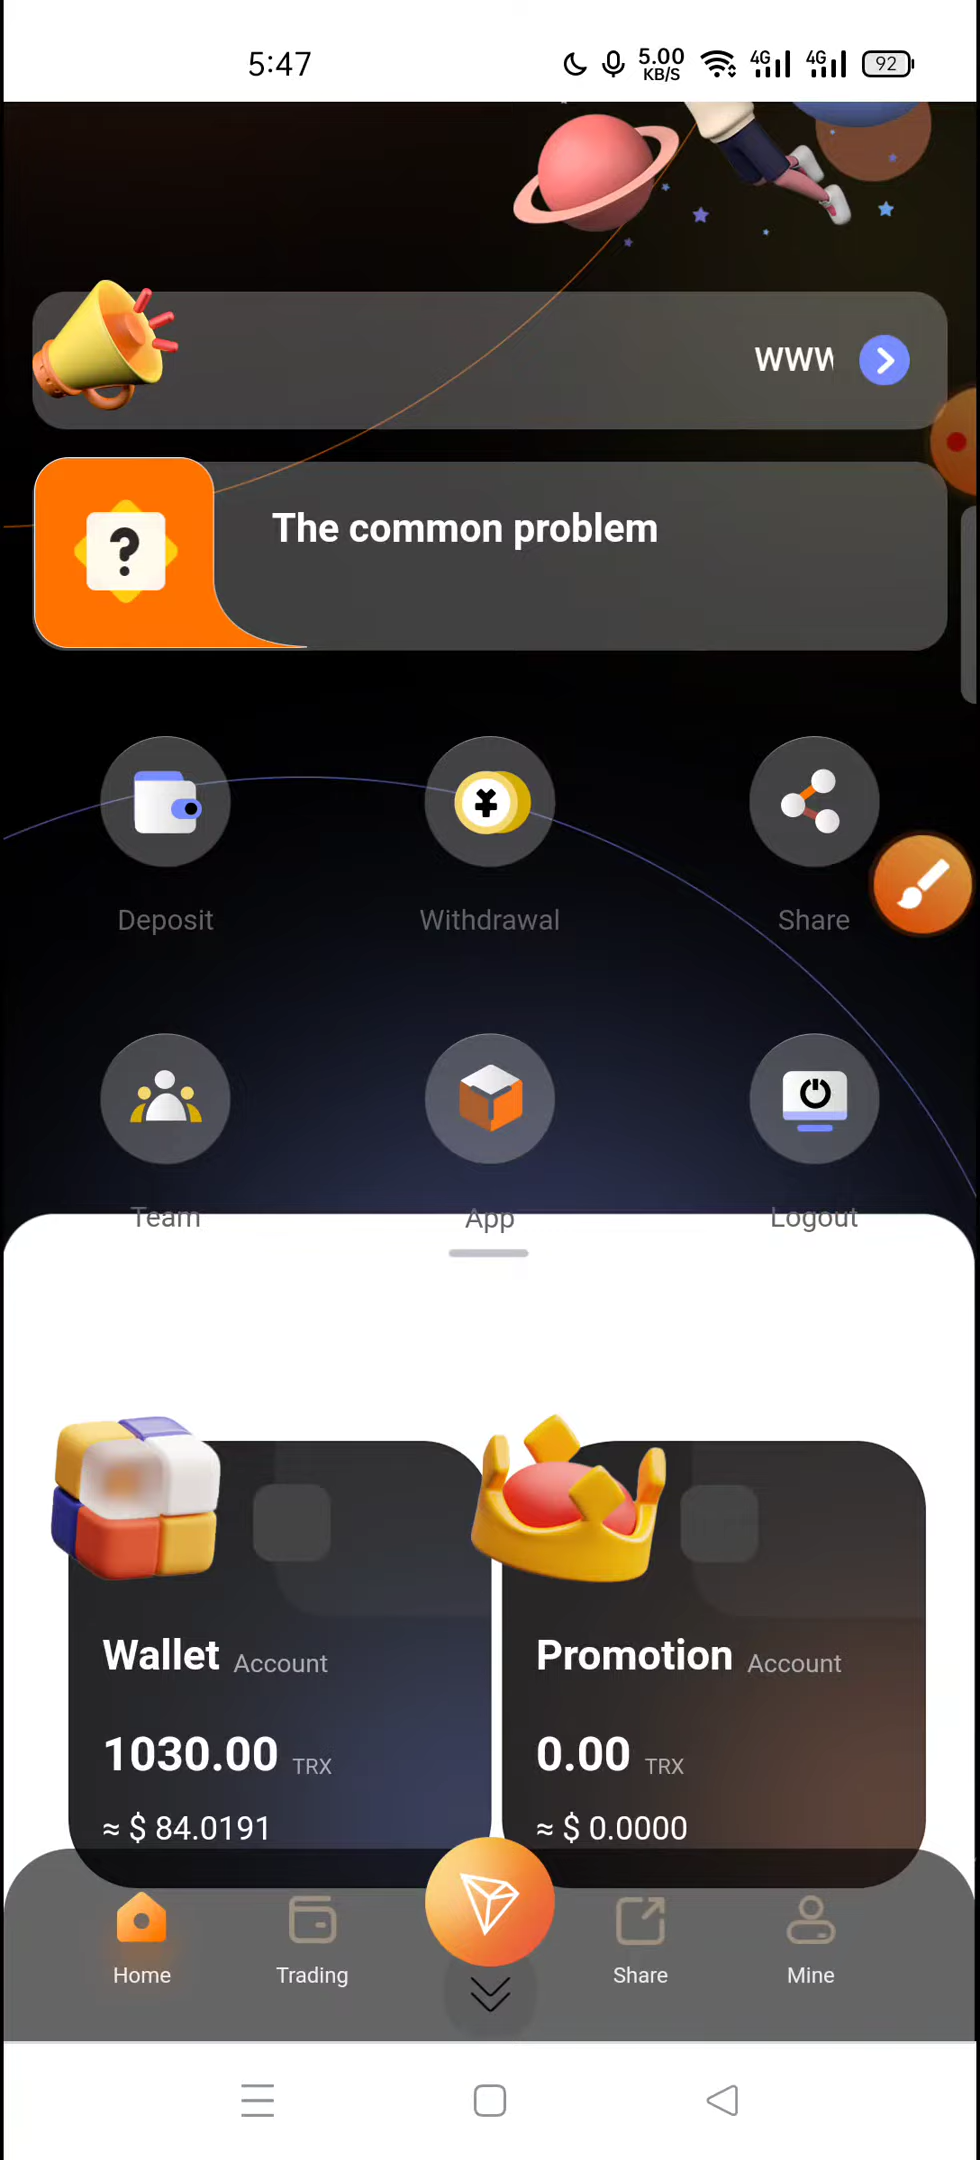 5:47
5.00
KB/S
4G
4G
92
WWW
The common problem
Deposit
Withdrawal
Share
Team
App
Logout
Wallet Account
1030.00 TRX
≈ $ 84.0191
Promotion Account
0.00 TRX
≈ $ 0.0000
Home
Trading
Share
Mine